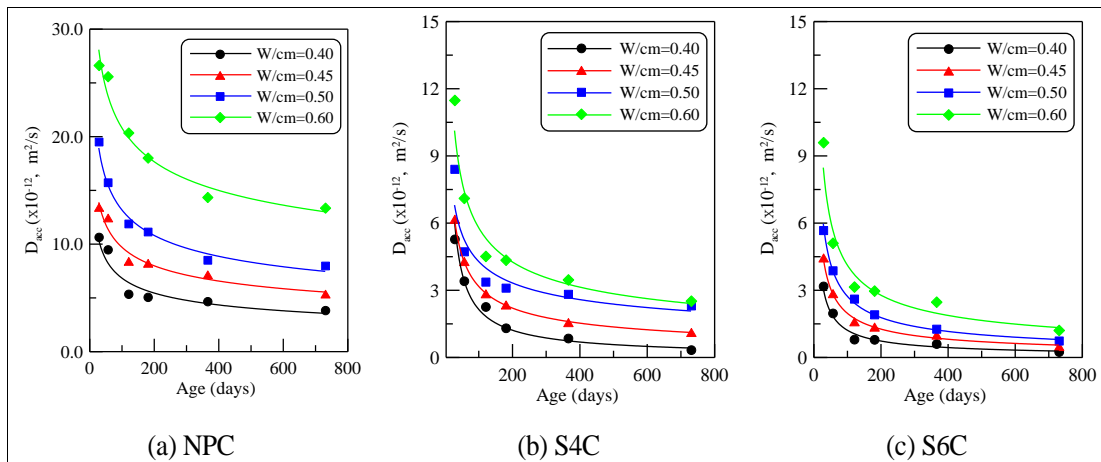 30.0
20.0
10.0
0.0
D_acc (x10⁻¹², m²/s)
W/cm=0.40
W/cm=0.45
W/cm=0.50
W/cm=0.60
0 200 400 600 800
Age (days)
(a) NPC
15
12
9
6
3
0
D_acc (x10⁻¹², m²/s)
W/cm=0.40
W/cm=0.45
W/cm=0.50
W/cm=0.60
200 400 600 800
Age (days)
(b) S4C
15
12
9
6
3
0
D_acc (x10⁻¹², m²/s)
W/cm=0.40
W/cm=0.45
W/cm=0.50
W/cm=0.60
0 200 400 600 800
Age (days)
(c) S6C